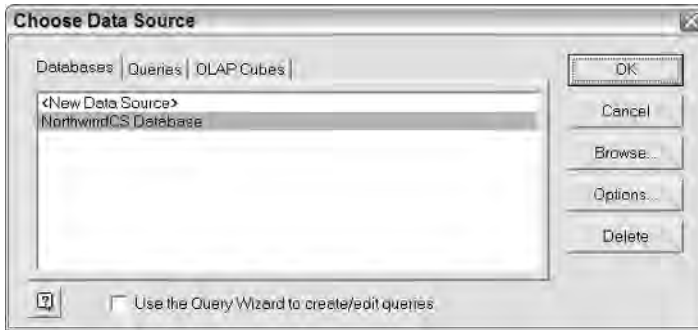 Choose Data Source
Databases Queries OLAP Cubes
<New Data Source>
NorthwindCS Database
OK
Cancel
Browse...
Options...
Delete
Use the Query Wizard to create/edit queries